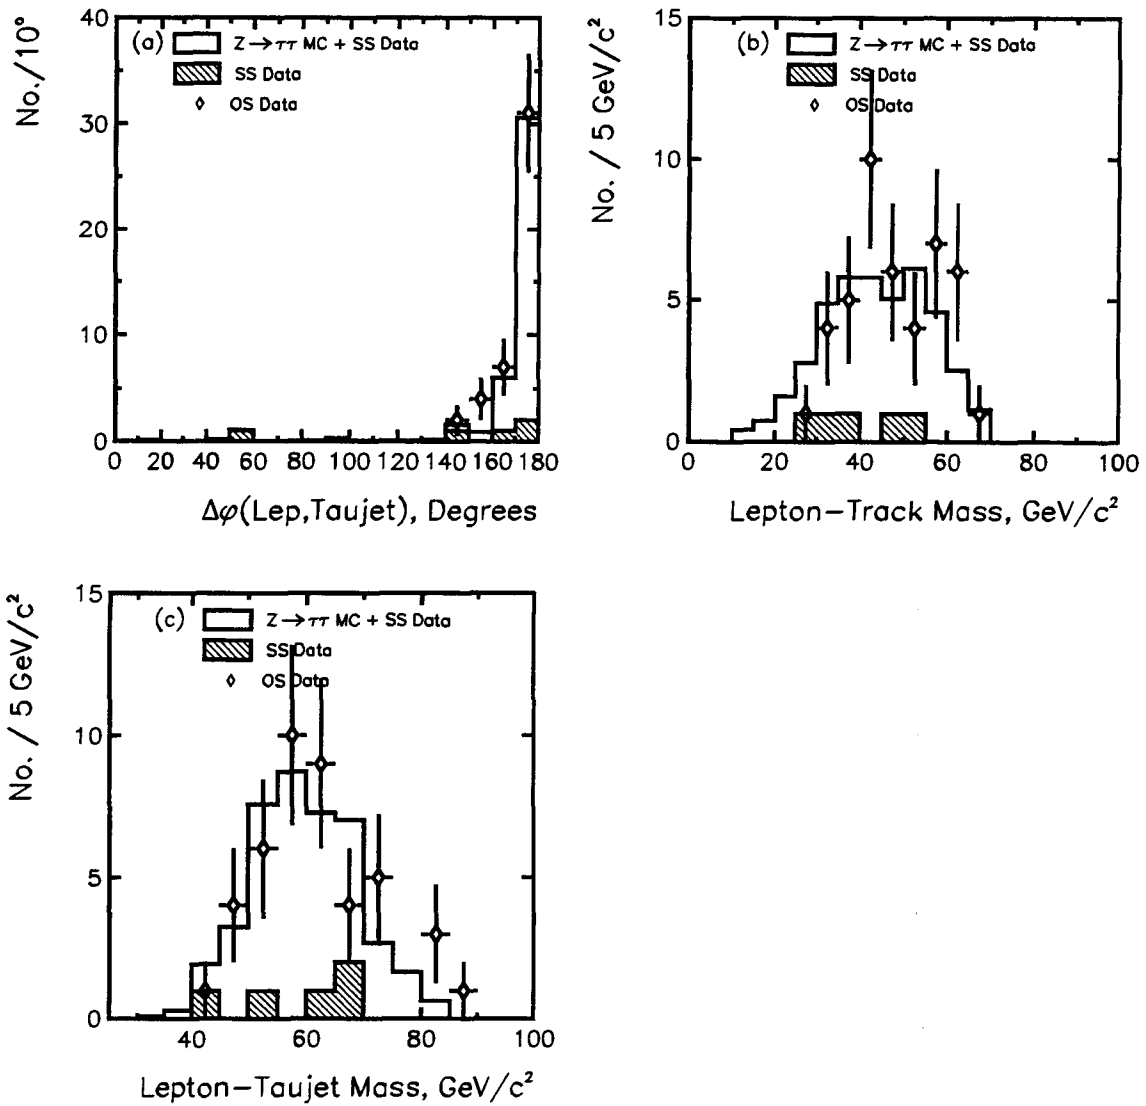 No./10°
(a)
Z→ττ MC + SS Data
SS Data
OS Data
40
30
20
10
0
0 20 40 60 80 100 120 140 160 180
Δφ(Lep,Taujet), Degrees
No. / 5 GeV/c²
(b)
Z→ττ MC + SS Data
SS Data
OS Data
15
10
5
0
0 20 40 60 80 100
Lepton-Track Mass, GeV/c²
No. / 5 GeV/c²
(c)
Z→ττ MC + SS Data
SS Data
OS Data
15
10
5
0
40 60 80 100
Lepton-Taujet Mass, GeV/c²